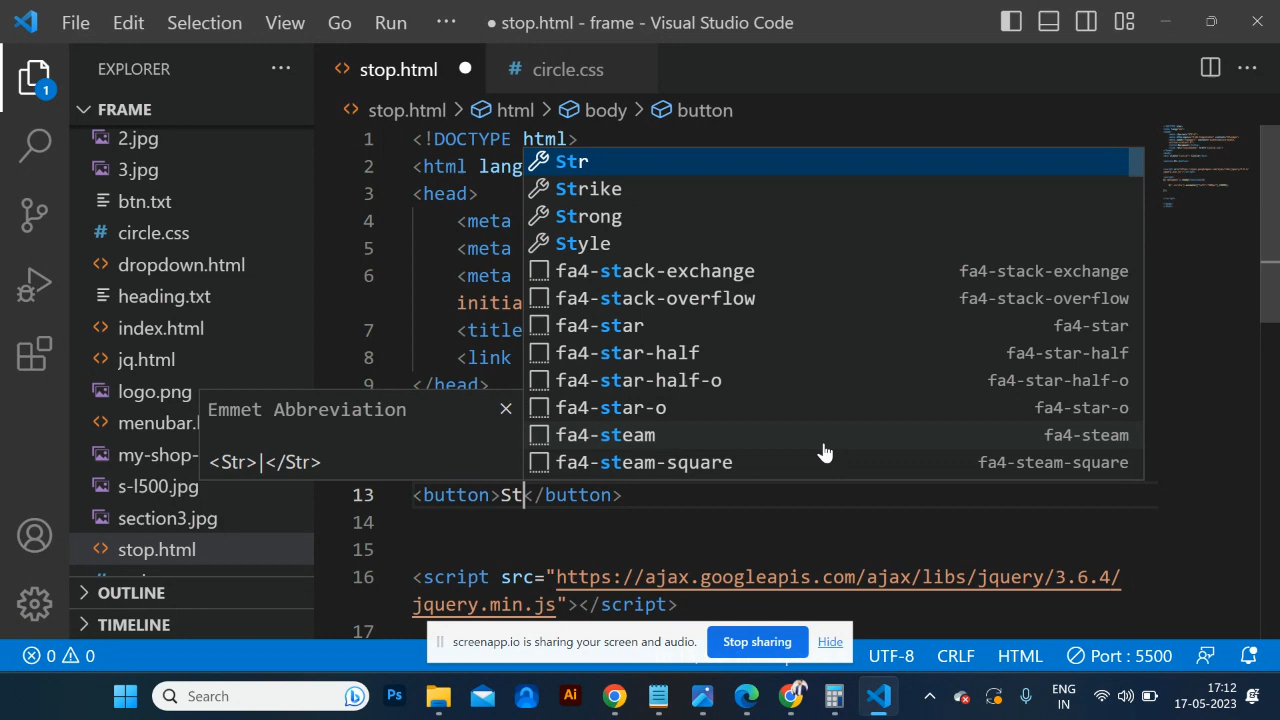 File Edit Selection View Go Run ··· ● stop.html - frame - Visual Studio Code
EXPLORER ···
1
FRAME
2.jpg
3.jpg
btn.txt
# circle.css
<> dropdown.html
heading.txt
<> index.html
<> jq.html
logo.png
menubar.
my-shop-
s-l500.jpg
section3.jpg
<> stop.html
OUTLINE
TIMELINE
<> stop.html ● # circle.css ···
<> stop.html > html > body > button
1 <!DOCTYPE html>
2 <html lang
3 <head>
4 <meta
5 <meta
6 <meta
initia
7 <title
8 <link
9 </head>
Str
Strike
Strong
Style
fa4-stack-exchange fa4-stack-exchange
fa4-stack-overflow fa4-stack-overflow
fa4-star fa4-star
fa4-star-half fa4-star-half
fa4-star-half-o fa4-star-half-o
fa4-star-o fa4-star-o
fa4-steam fa4-steam
fa4-steam-square fa4-steam-square
Emmet Abbreviation
<Str>|</Str>
13 <button>St</button>
14
15
16 <script src="https://ajax.googleapis.com/ajax/libs/jquery/3.6.4/
jquery.min.js"></script>
17
screenapp.io is sharing your screen and audio. Stop sharing Hide
0 0 UTF-8 CRLF HTML Port : 5500
Search Ps Ai ENG
IN 17:12
17-05-2023